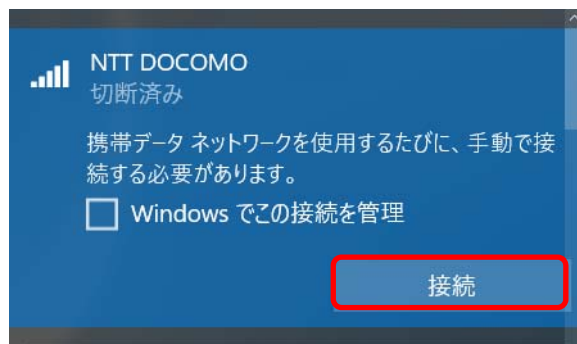 NTT DOCOMO
切断済み
携帯データ ネットワークを使用するたびに、手動で接
続する必要があります。
Windows でこの接続を管理
接続